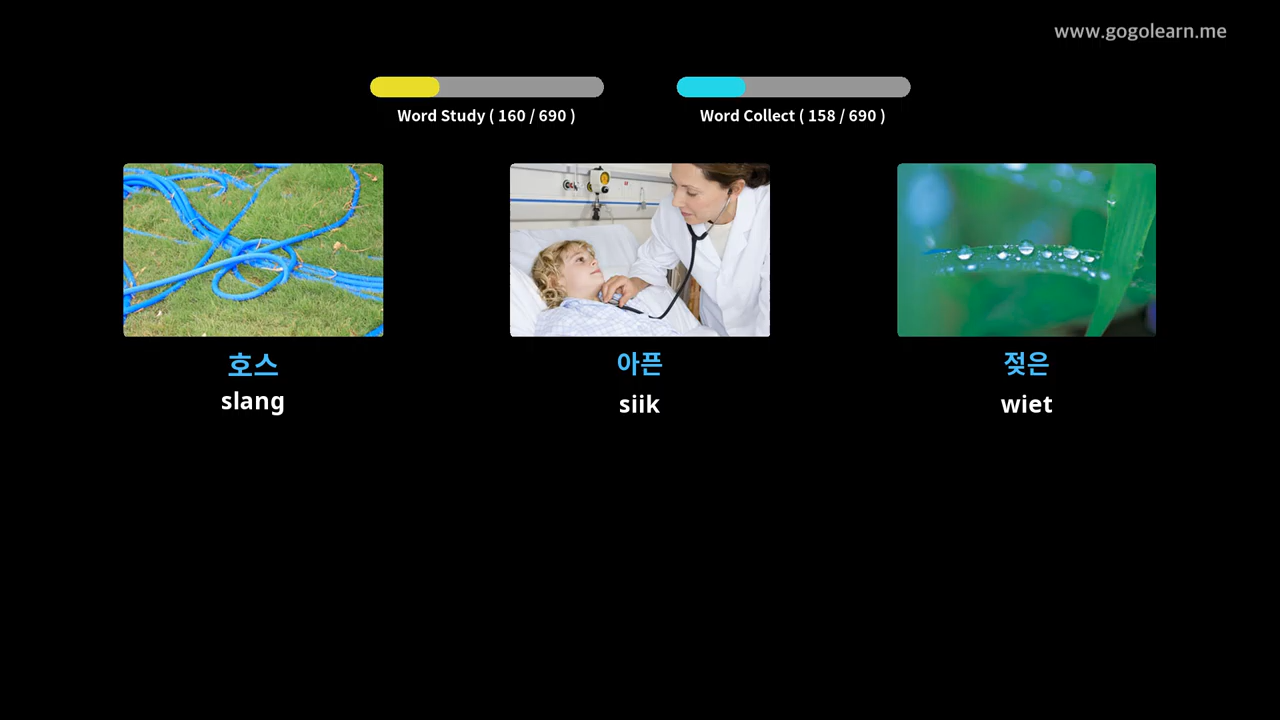 www.gogolearn.me
Word Study ( 160 / 690 )
Word Collect ( 158 / 690 )
호스
slang
아픈
siik
젖은
wiet